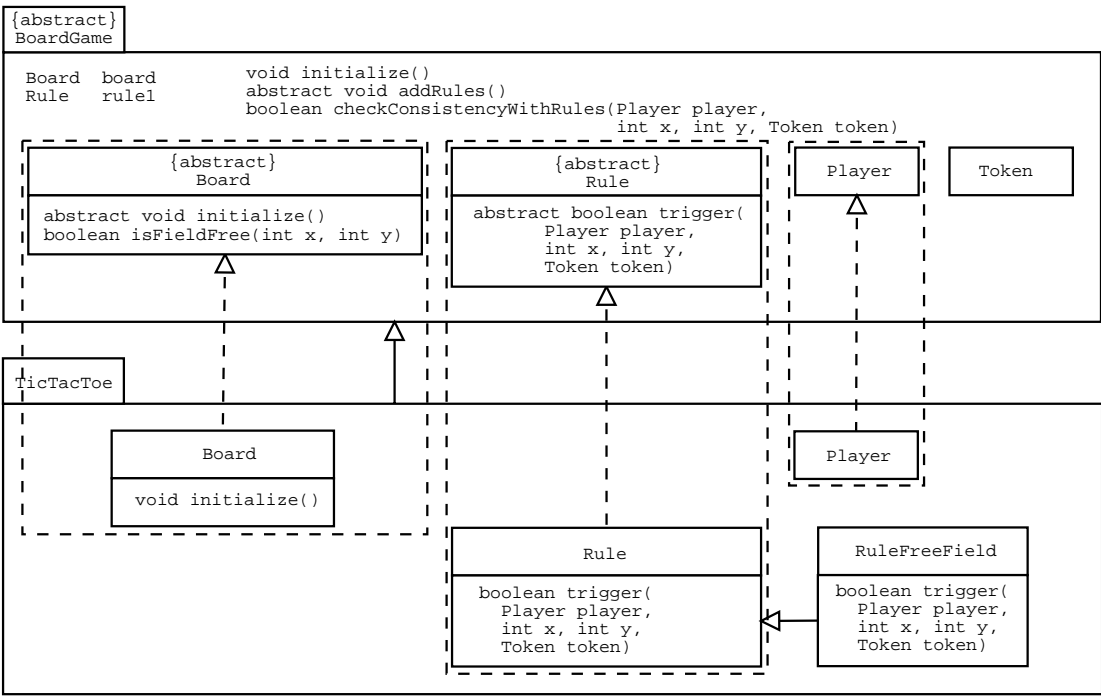 {abstract}
BoardGame
Board board
Rule rule1
void initialize()
abstract void addRules()
boolean checkConsistencyWithRules(Player player,
int x, int y, Token token)
{abstract}
Board
abstract void initialize()
boolean isFieldFree(int x, int y)
{abstract}
Rule
abstract boolean trigger(
Player player,
int x, int y,
Token token)
Player
Token
TicTacToe
Board
void initialize()
Rule
boolean trigger(
Player player,
int x, int y,
Token token)
Player
RuleFreeField
boolean trigger(
Player player,
int x, int y,
Token token)